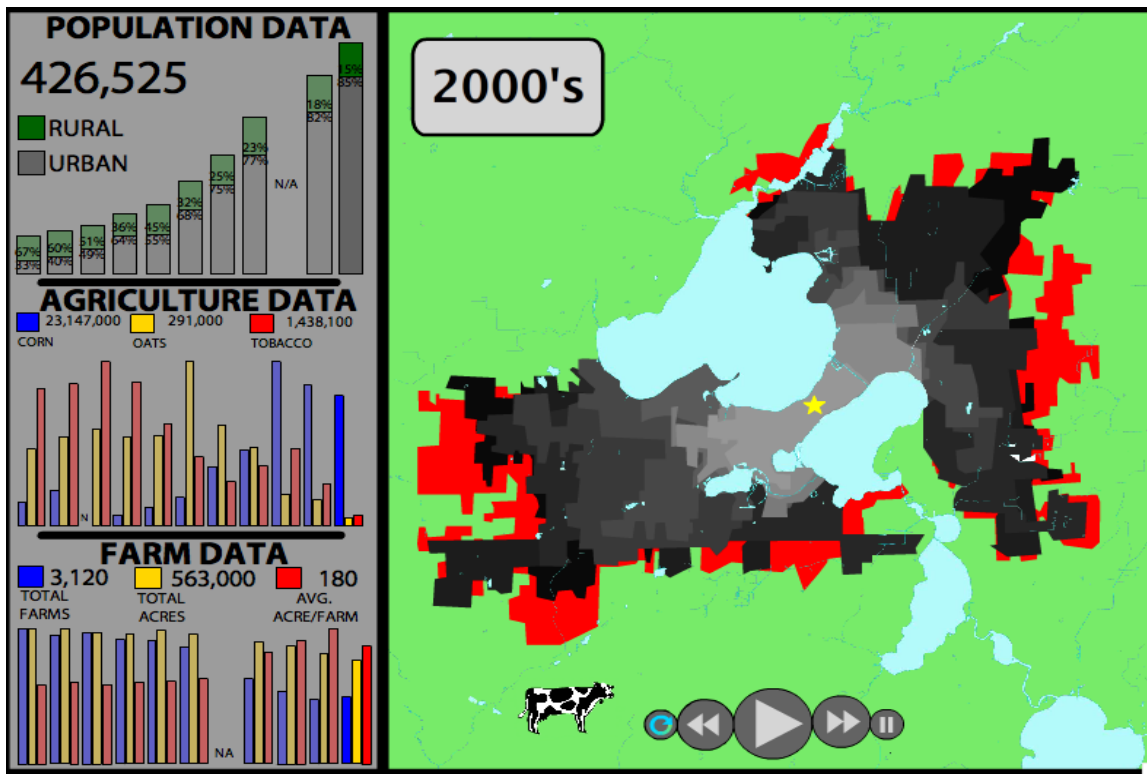 POPULATION DATA
426,525
RURAL
URBAN
67%
33%
60%
40%
51%
49%
36%
64%
45%
55%
32%
68%
25%
75%
23%
77%
N/A
18%
82%
15%
85%
AGRICULTURE DATA
23,147,000 291,000 1,438,100
CORN OATS TOBACCO
N
FARM DATA
3,120 563,000 180
TOTAL FARMS TOTAL ACRES AVG. ACRE/FARM
NA
2000's